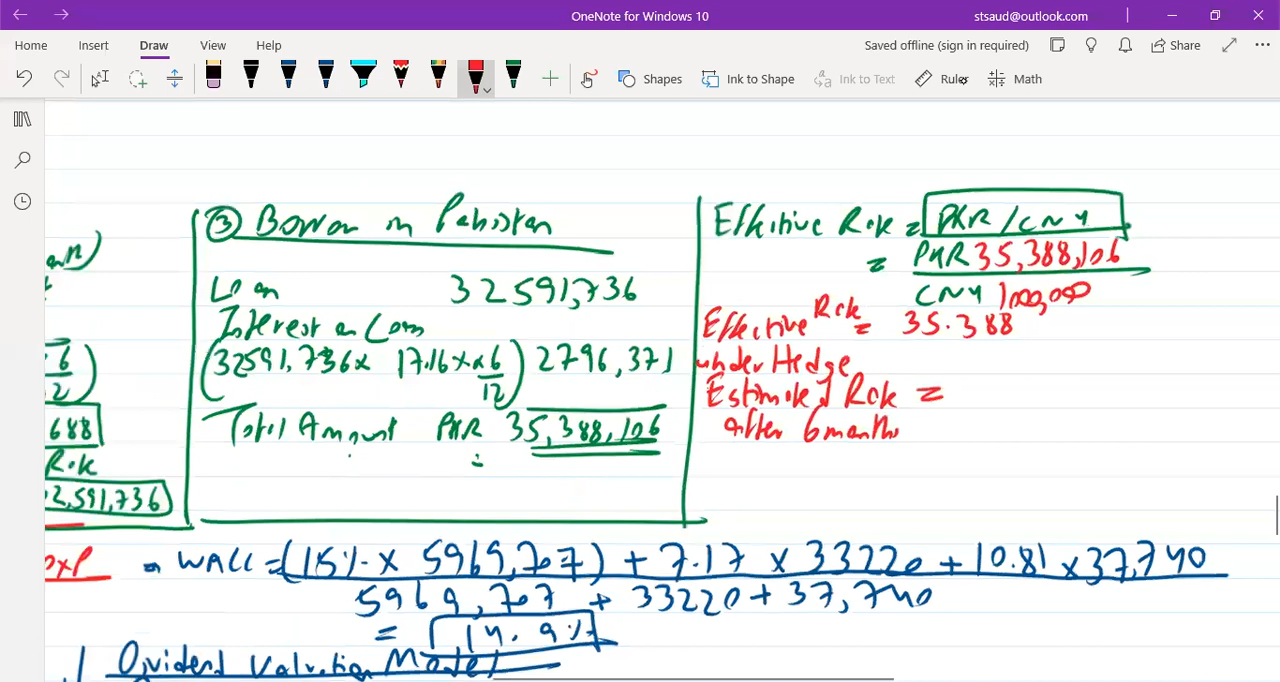 OneNote for Windows 10
stsaud@outlook.com
Home Insert Draw View Help
Saved offline (sign in required) Share
Shapes Ink to Shape Ink to Text Ruler Math
6
2
688
Rate
2,591,736
③ Borrow in Pakistan
Loan 32591,736
Interest on Loan
(32591,736 x 17.16 x 6/12) 2796,371
Total Amount PKR 35,388,106
Effective Rate = PKR/CNY
= PKR 35,388,106
CNY 1000,000
Effective Rate = 35.388
under Hedge
Estimated Rate =
after 6 months
= WACC = (15% x 5969,707) + 7.17 x 33220 + 10.81 x 37,740
5969,707 + 33220 + 37,740
= 14.9%
Dividend Valuation Model